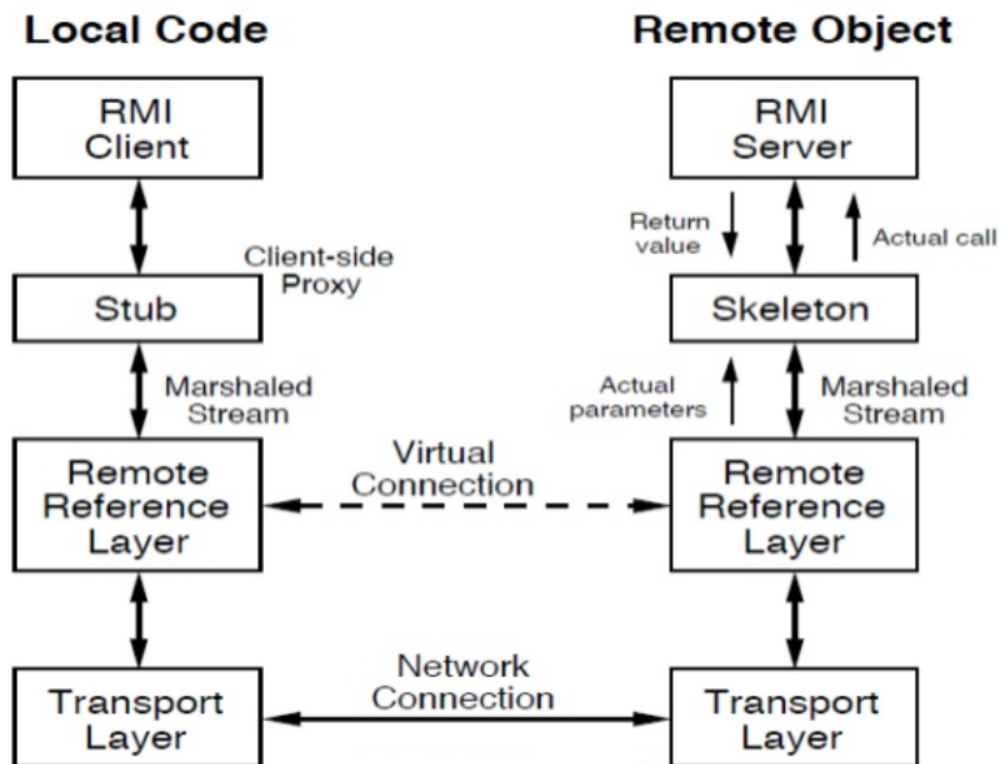 Local Code
Remote Object
RMI
Client
RMI
Server
Return
value
Actual call
Client-side
Proxy
Stub
Skeleton
Marshaled
Stream
Actual
parameters
Marshaled
Stream
Remote
Reference
Layer
Virtual
Connection
Remote
Reference
Layer
Transport
Layer
Network
Connection
Transport
Layer